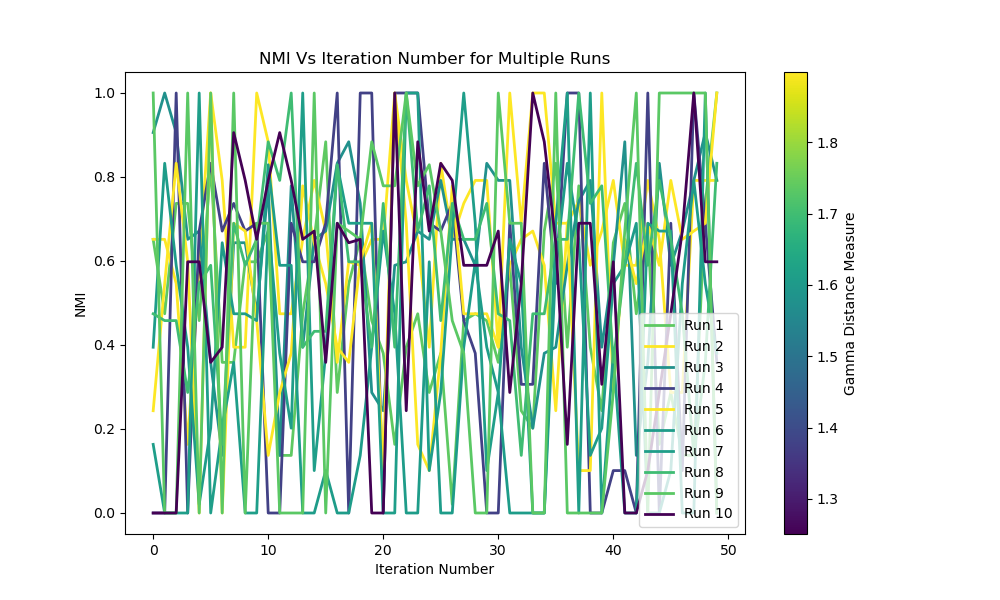 NMI Vs Iteration Number for Multiple Runs
NMI
1.0
0.8
0.6
0.4
0.2
0.0
0
10
20
30
40
50
Iteration Number
Run 1
Run 2
Run 3
Run 4
Run 5
Run 6
Run 7
Run 8
Run 9
Run 10
1.8
1.7
1.6
1.5
1.4
1.3
Gamma Distance Measure